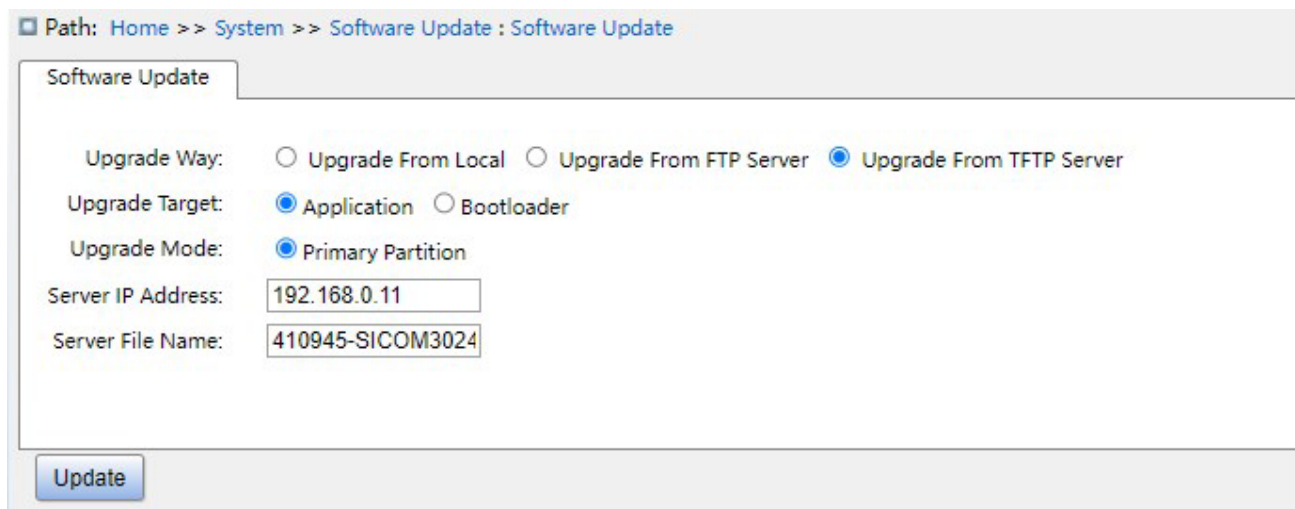 Path: Home >> System >> Software Update : Software Update
Software Update
Upgrade Way: Upgrade From Local Upgrade From FTP Server Upgrade From TFTP Server
Upgrade Target: Application Bootloader
Upgrade Mode: Primary Partition
Server IP Address: 192.168.0.11
Server File Name: 410945-SICOM3024
Update